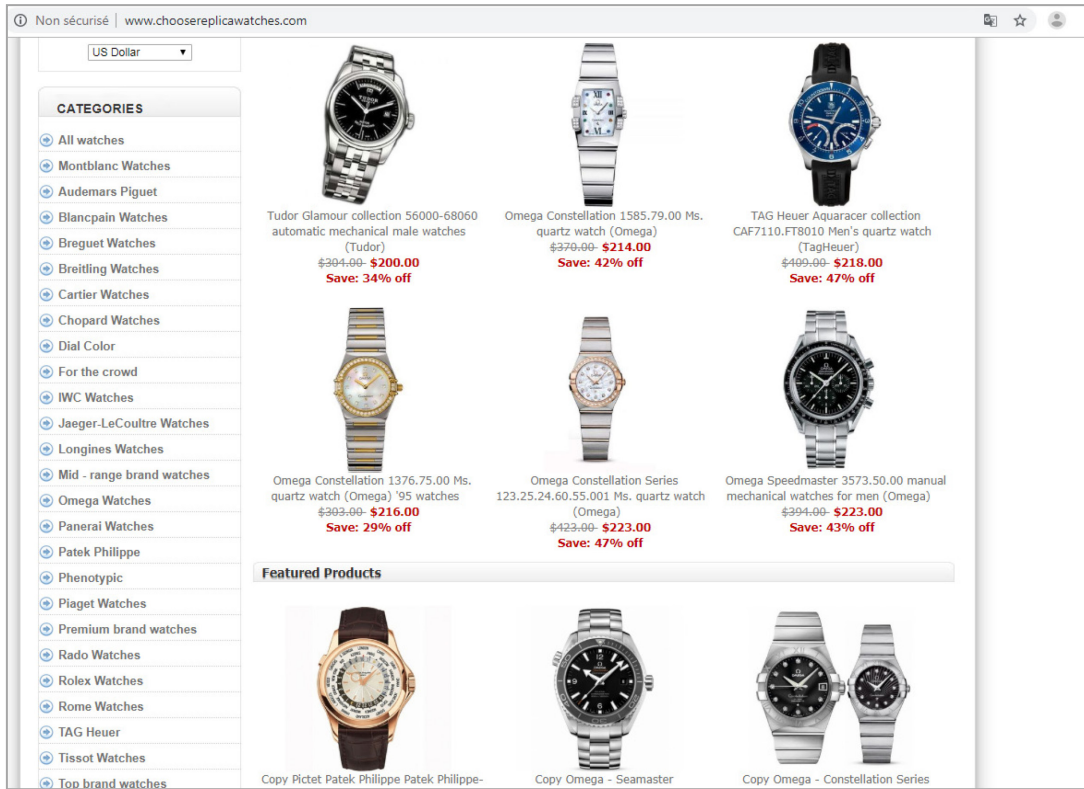 Non sécurisé | www.choosereplicawatches.com
US Dollar
CATEGORIES
All watches
Montblanc Watches
Audemars Piguet
Blancpain Watches
Breguet Watches
Breitling Watches
Cartier Watches
Chopard Watches
Dial Color
For the crowd
IWC Watches
Jaeger-LeCoultre Watches
Longines Watches
Mid - range brand watches
Omega Watches
Panerai Watches
Patek Philippe
Phenotypic
Piaget Watches
Premium brand watches
Rado Watches
Rolex Watches
Rome Watches
TAG Heuer
Tissot Watches
Top brand watches
Tudor Glamour collection 56000-68060
automatic mechanical male watches
(Tudor)
$304.00 $200.00
Save: 34% off
Omega Constellation 1585.79.00 Ms.
quartz watch (Omega)
$370.00 $214.00
Save: 42% off
TAG Heuer Aquaracer collection
CAF7110.FT8010 Men's quartz watch
(TagHeuer)
$409.00 $218.00
Save: 47% off
Omega Constellation 1376.75.00 Ms.
quartz watch (Omega) '95 watches
$303.00 $216.00
Save: 29% off
Omega Constellation Series
123.25.24.60.55.001 Ms. quartz watch
(Omega)
$423.00 $223.00
Save: 47% off
Omega Speedmaster 3573.50.00 manual
mechanical watches for men (Omega)
$394.00 $223.00
Save: 43% off
Featured Products
Copy Pictet Patek Philippe Patek Philippe-
Copy Omega - Seamaster
Copy Omega - Constellation Series